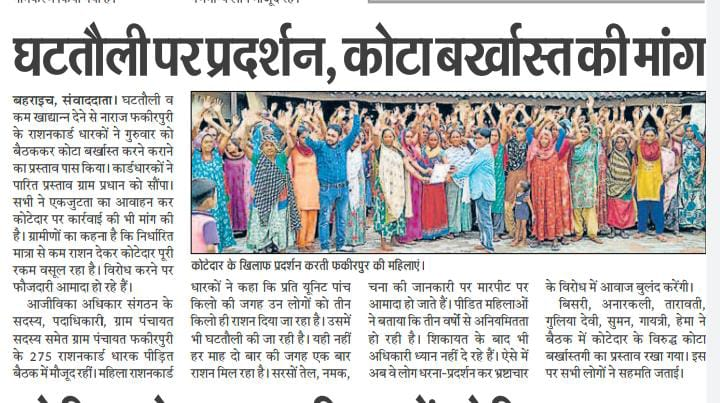 घटतौली पर प्रदर्शन, कोटा बर्खास्त की मांग
बहराइच, संवाददाता। घटतौली व
कम खाद्यान्न देने से नाराज फकीरपुरी
के राशनकार्ड धारकों ने गुरुवार को
बैठककर कोटा बर्खास्त करने कराने
का प्रस्ताव पास किया। कार्डधारकों ने
पारित प्रस्ताव ग्राम प्रधान को सौंपा।
सभी ने एकजुटता का आवाहन कर
कोटेदार पर कार्रवाई की भी मांग की
है। ग्रामीणों का कहना है कि निर्धारित
मात्रा से कम राशन देकर कोटेदार पूरी
रकम वसूल रहा है। विरोध करने पर
फौजदारी आमादा हो रहे हैं।
आजीविका अधिकार संगठन के
सदस्य, पदाधिकारी, ग्राम पंचायत
सदस्य समेत ग्राम पंचायत फकीरपुरी
के 275 राशनकार्ड धारक पीड़ित
बैठक में मौजूद रहीं। महिला राशनकार्ड
कोटेदार के खिलाफ प्रदर्शन करती फकीरपुर की महिलाएं।
धारकों ने कहा कि प्रति यूनिट पांच
किलो की जगह उन लोगों को तीन
किलो ही राशन दिया जा रहा है। उसमें
भी घटतौली की जा रही है। यही नहीं
हर माह दो बार की जगह एक बार
राशन मिल रहा है। सरसों तेल, नमक,
चना की जानकारी पर मारपीट पर
आमादा हो जाते हैं। पीडित महिलाओं
ने बताया कि तीन वर्षो से अनियमितता
हो रही है। शिकायत के बाद भी
अधिकारी ध्यान नहीं दे रहे हैं। ऐसे में
अब वे लोग धरना-प्रदर्शन कर भ्रष्टाचार
के विरोध में आवाज बुलंद करेंगी।
बिसरी, अनारकली, तारावती,
गुलिया देवी, सुमन, गायत्री, हेमा ने
बैठक में कोटेदार के विरुद्ध कोटा
बर्खास्तगी का प्रस्ताव रखा गया। इस
पर सभी लोगों ने सहमति जताई।